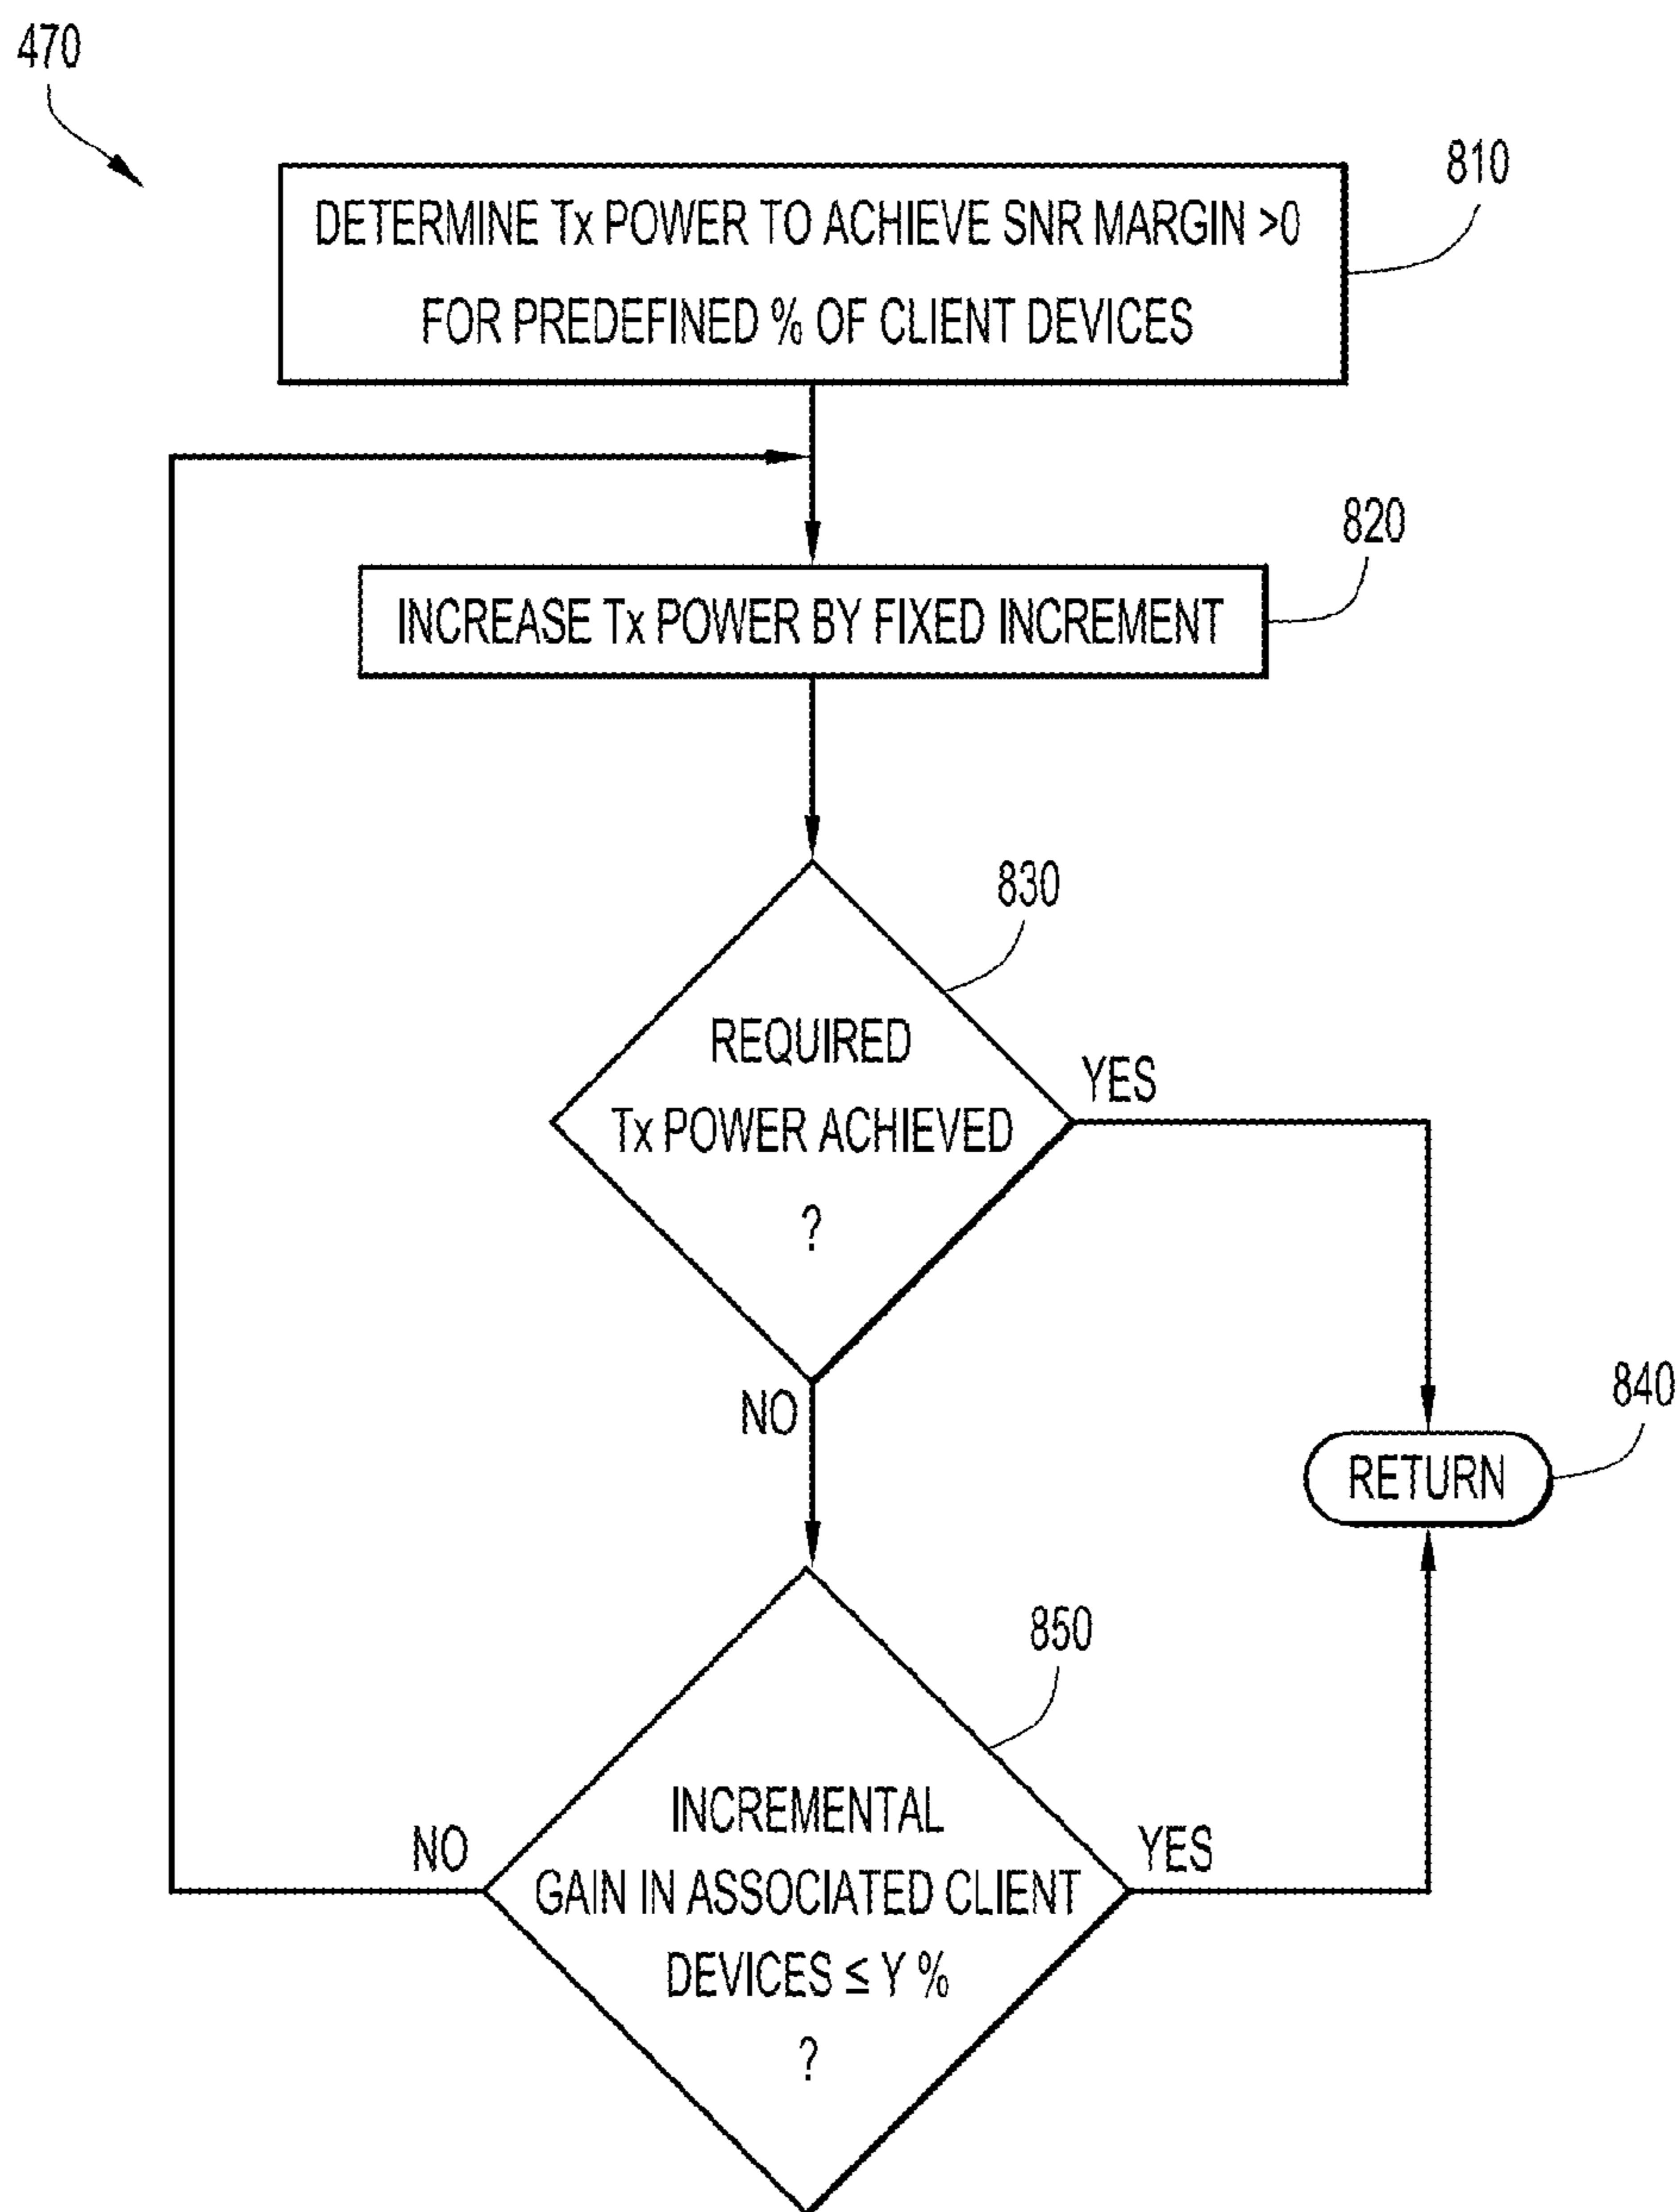 470
810
DETERMINE Tx POWER TO ACHIEVE SNR MARGIN >0
FOR PREDEFINED % OF CLIENT DEVICES
820
INCREASE Tx POWER BY FIXED INCREMENT
830
REQUIRED
Tx POWER ACHIEVED
?
YES
NO
840
RETURN
850
INCREMENTAL
GAIN IN ASSOCIATED CLIENT
DEVICES ≤ Y %
?
NO
YES